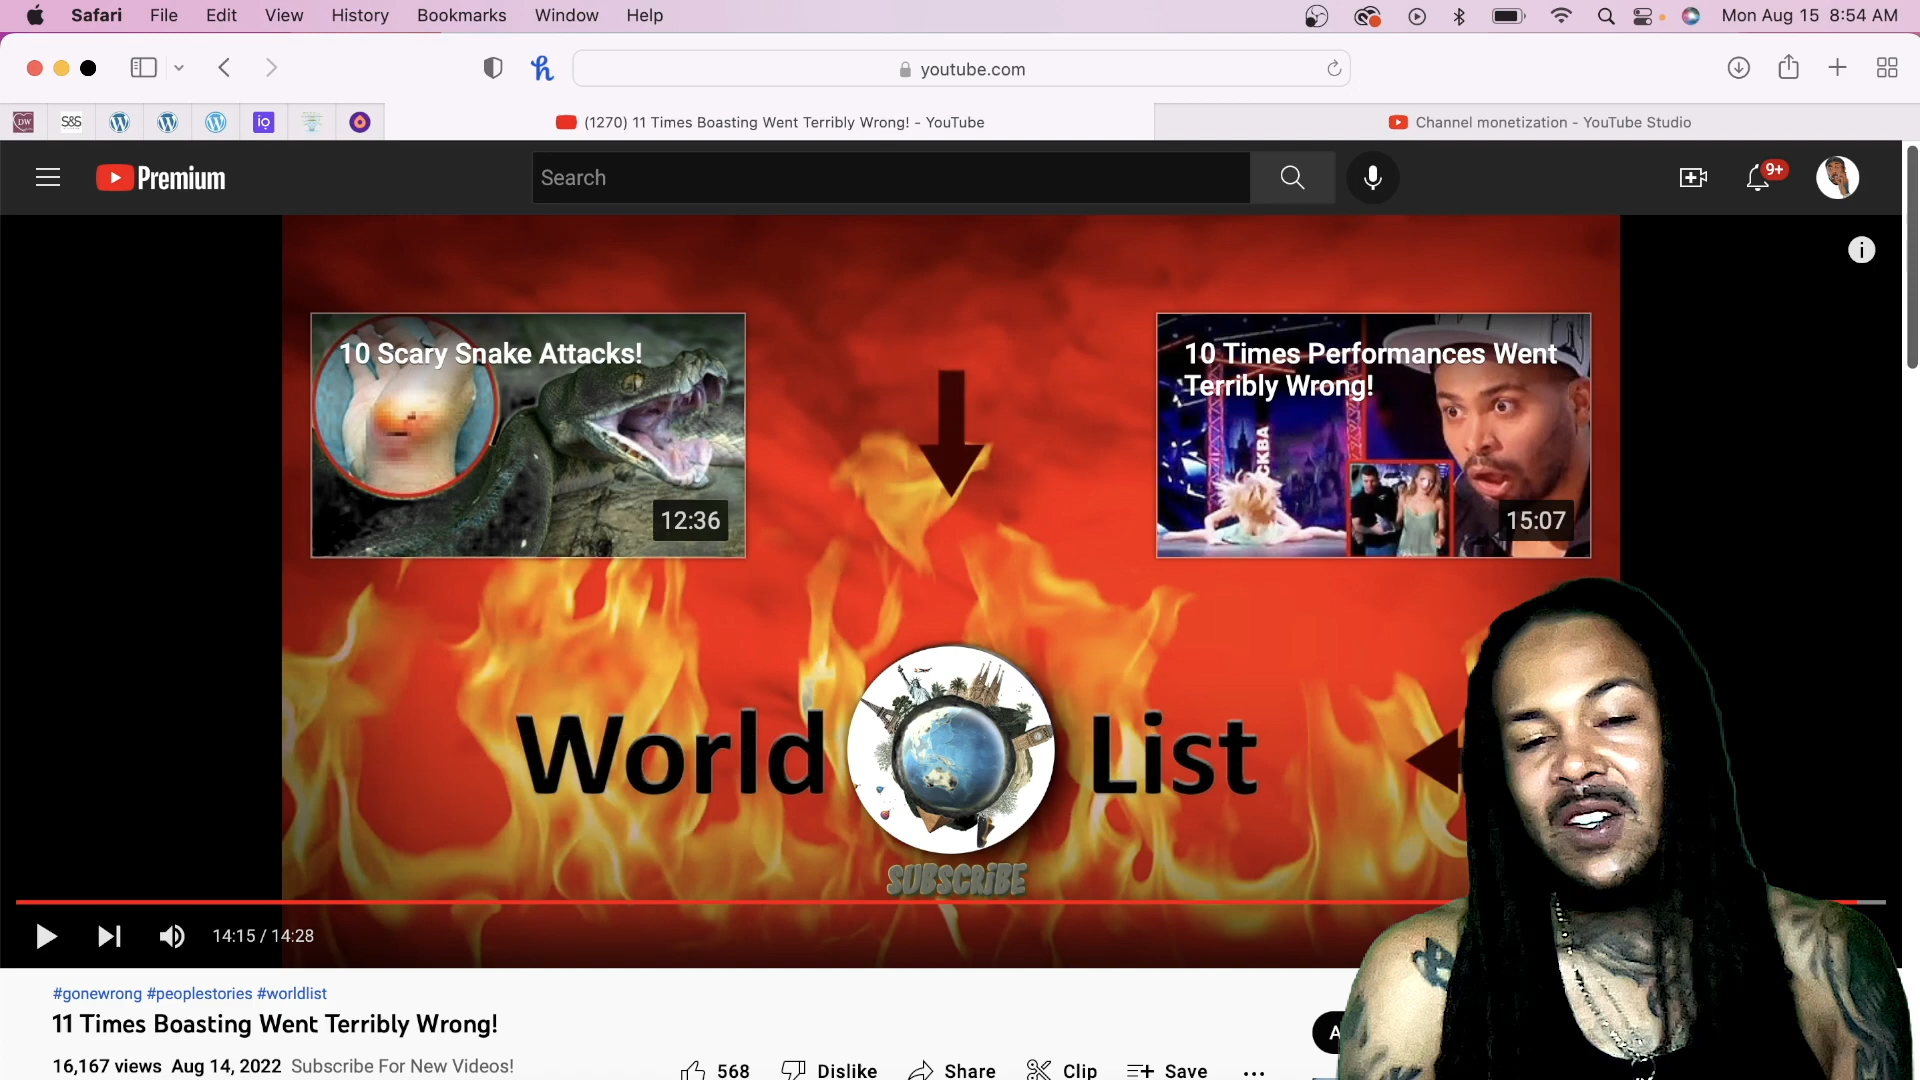 Safari File Edit View History Bookmarks Window Help Mon Aug 15 8:54 AM
youtube.com
DW S&S iQ (1270) 11 Times Boasting Went Terribly Wrong! - YouTube Channel monetization - YouTube Studio
Premium Search 9+
10 Scary Snake Attacks!
12:36
10 Times Performances Went
Terribly Wrong!
15:07
World List
SUBSCRIBE
14:15 / 14:28
#gonewrong #peoplestories #worldlist
11 Times Boasting Went Terribly Wrong!
16,167 views Aug 14, 2022 Subscribe For New Videos!
568 Dislike Share Clip Save ...